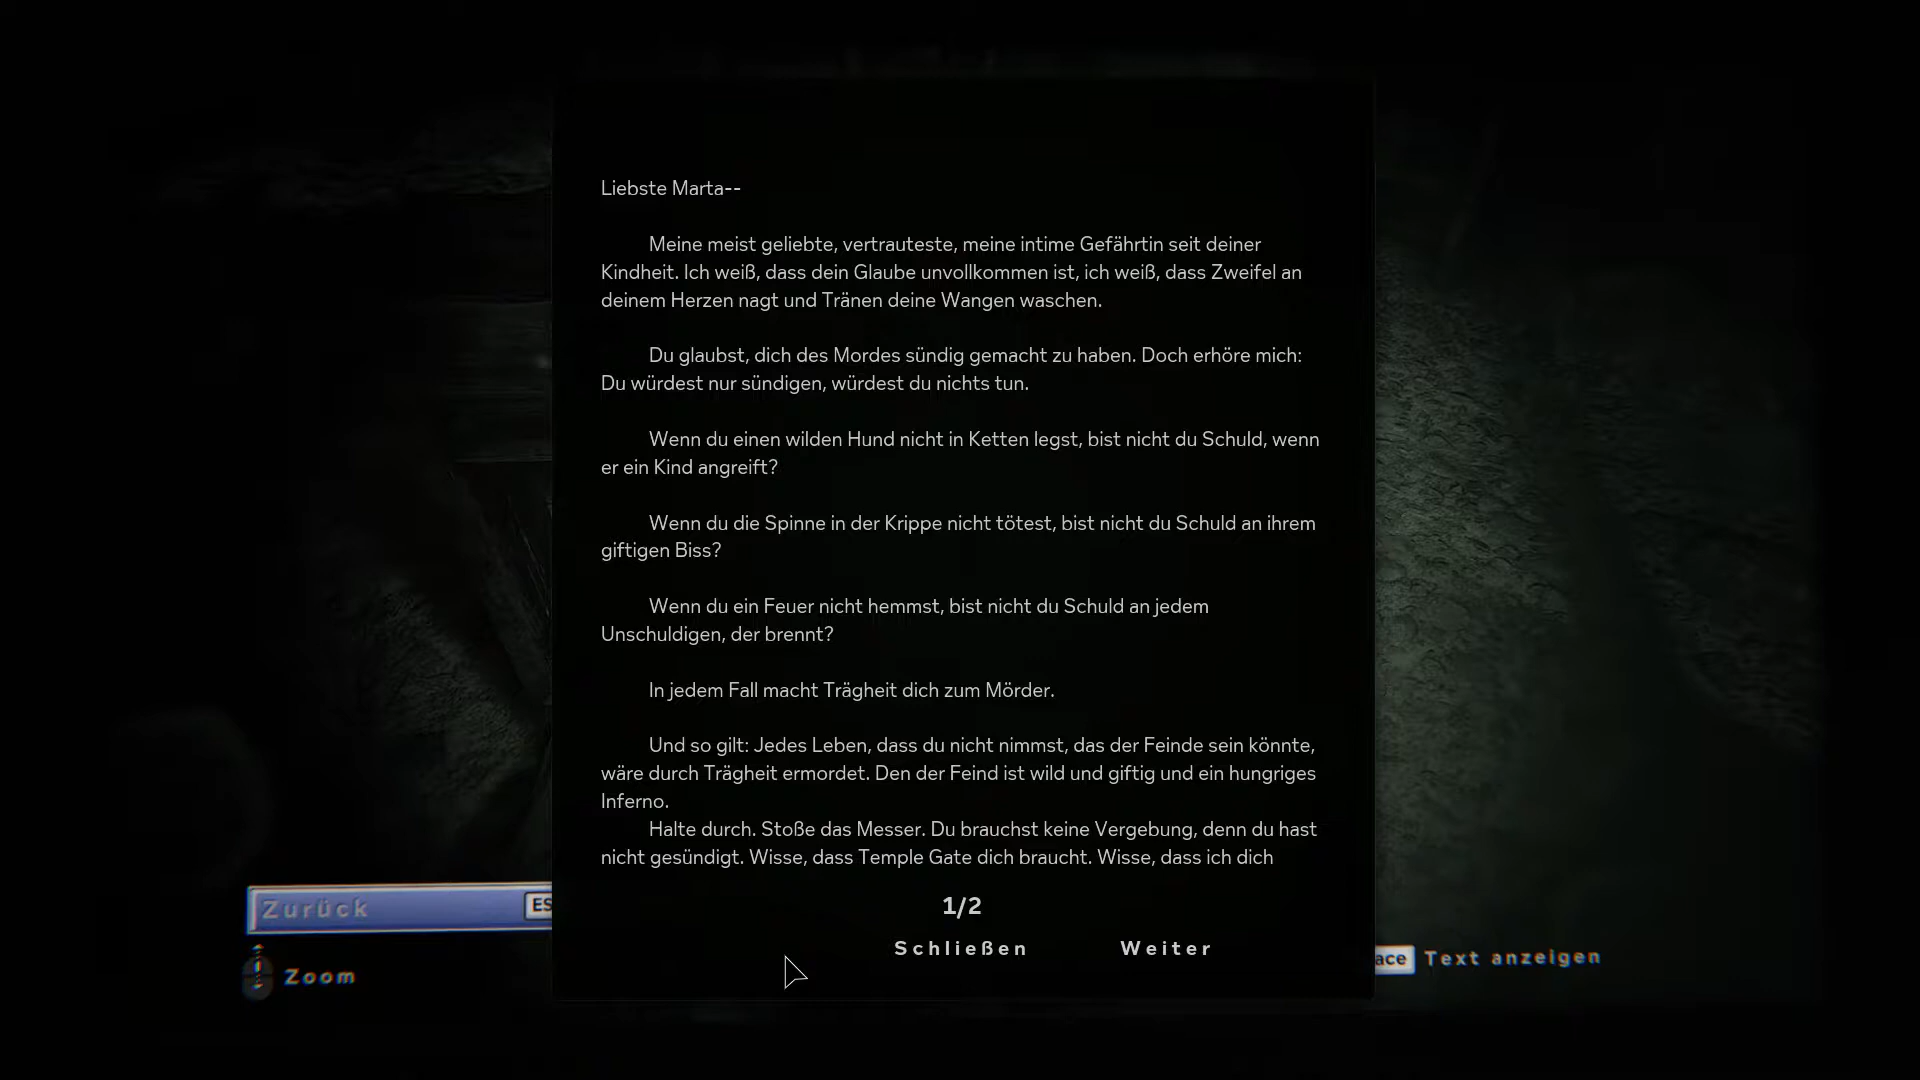 Liebste Marta--
Meine meist geliebte, vertrauteste, meine intime Gefährtin seit deiner
Kindheit. Ich weiß, dass dein Glaube unvollkommen ist, ich weiß, dass Zweifel an
deinem Herzen nagt und Tränen deine Wangen waschen.
Du glaubst, dich des Mordes sündig gemacht zu haben. Doch erhöre mich:
Du würdest nur sündigen, würdest du nichts tun.
Wenn du einen wilden Hund nicht in Ketten legst, bist nicht du Schuld, wenn
er ein Kind angreift?
Wenn du die Spinne in der Krippe nicht tötest, bist nicht du Schuld an ihrem
giftigen Biss?
Wenn du ein Feuer nicht hemmst, bist nicht du Schuld an jedem
Unschuldigen, der brennt?
In jedem Fall macht Trägheit dich zum Mörder.
Und so gilt: Jedes Leben, dass du nicht nimmst, das der Feinde sein könnte,
wäre durch Trägheit ermordet. Den der Feind ist wild und giftig und ein hungriges
Inferno.
Halte durch. Stoße das Messer. Du brauchst keine Vergebung, denn du hast
nicht gesündigt. Wisse, dass Temple Gate dich braucht. Wisse, dass ich dich
1/2
Schließen Weiter
Zurück ES
Zoom
ace Text anzeigen